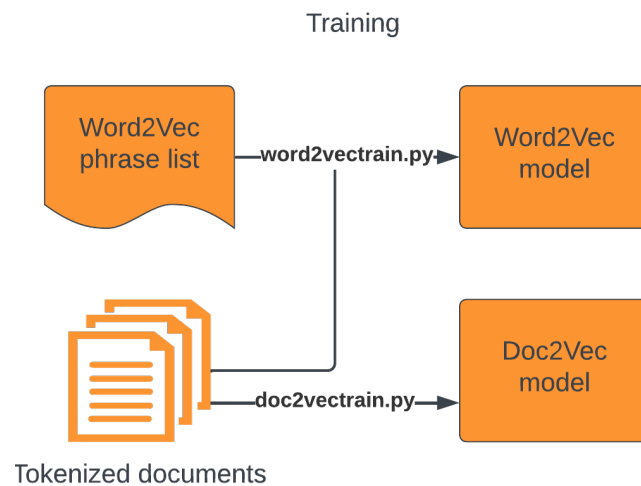 Training
Word2Vec
phrase list
word2vectrain.py
Word2Vec
model
Doc2Vec
model
doc2vectrain.py
Tokenized documents